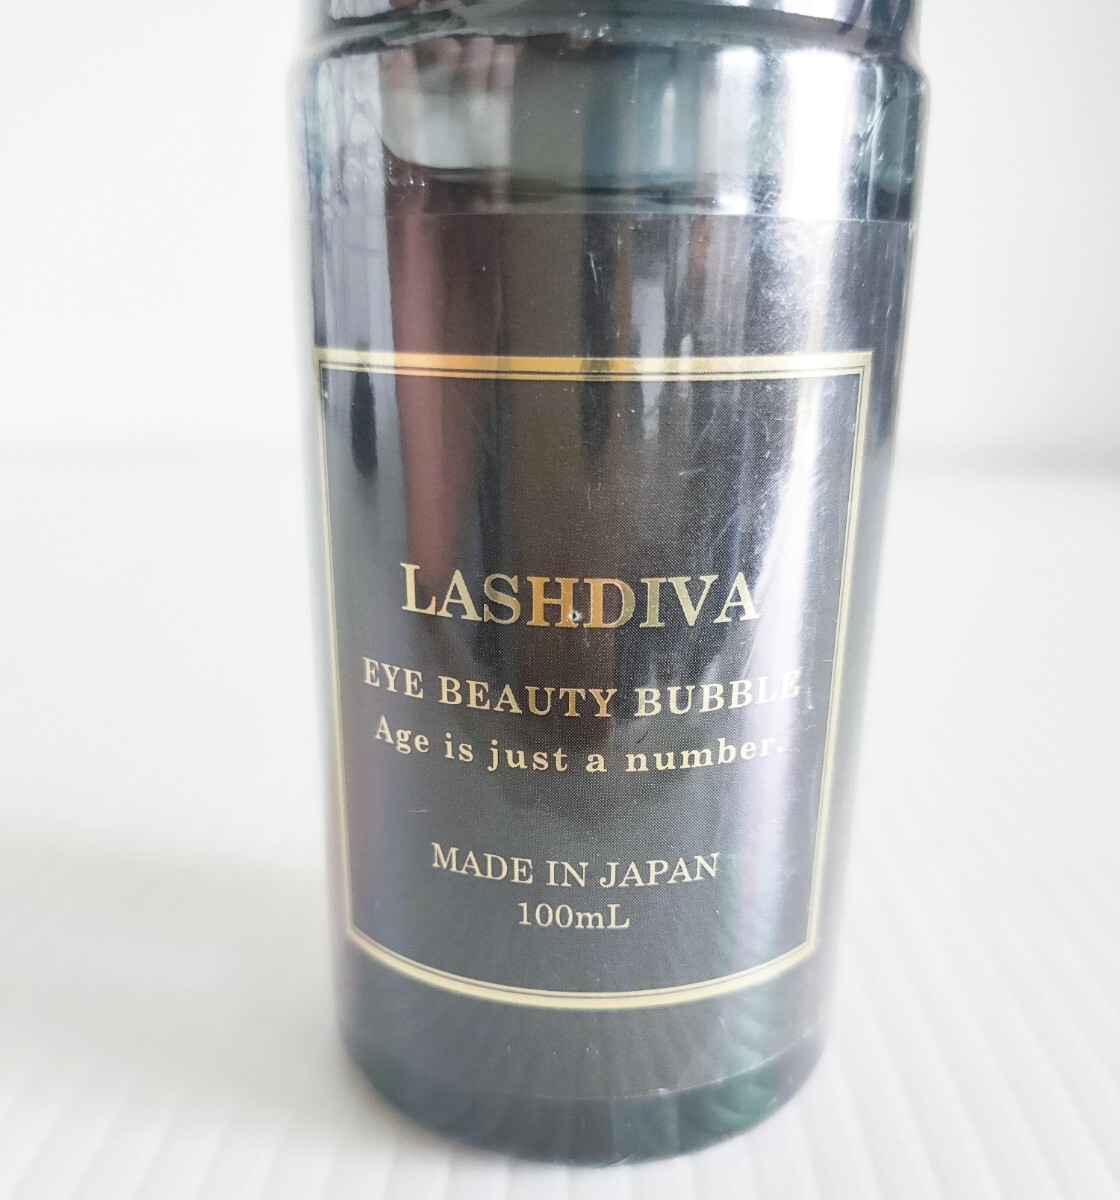 LASHDIVA
EYE BEAUTY BUBBLE
Age is just a number.
MADE IN JAPAN
100mL